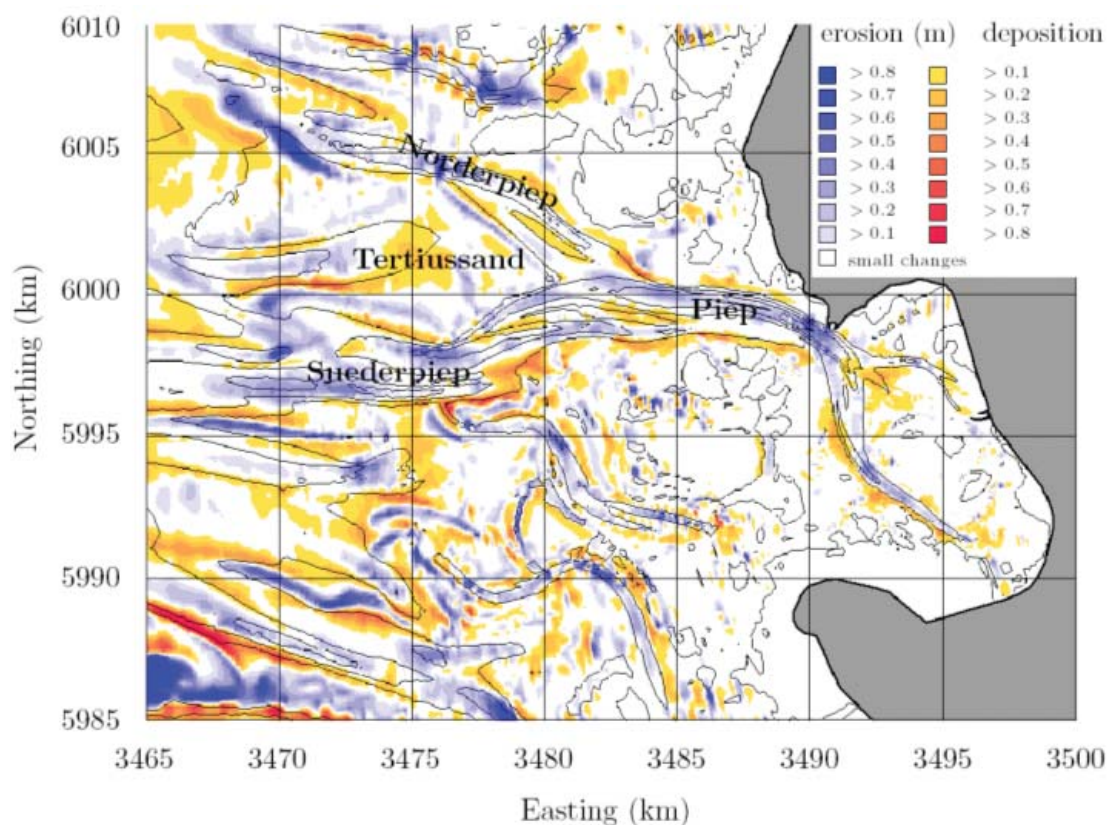 6010
6005
6000
5995
5990
5985
Northing (km)
erosion (m) deposition
> 0.8 > 0.1
> 0.7 > 0.2
> 0.6 > 0.3
> 0.5 > 0.4
> 0.4 > 0.5
> 0.3 > 0.6
> 0.2 > 0.7
> 0.1 > 0.8
small changes
Norderpiep
Tertiussand
Piep
Suederpiep
3465 3470 3475 3480 3485 3490 3495 3500
Easting (km)